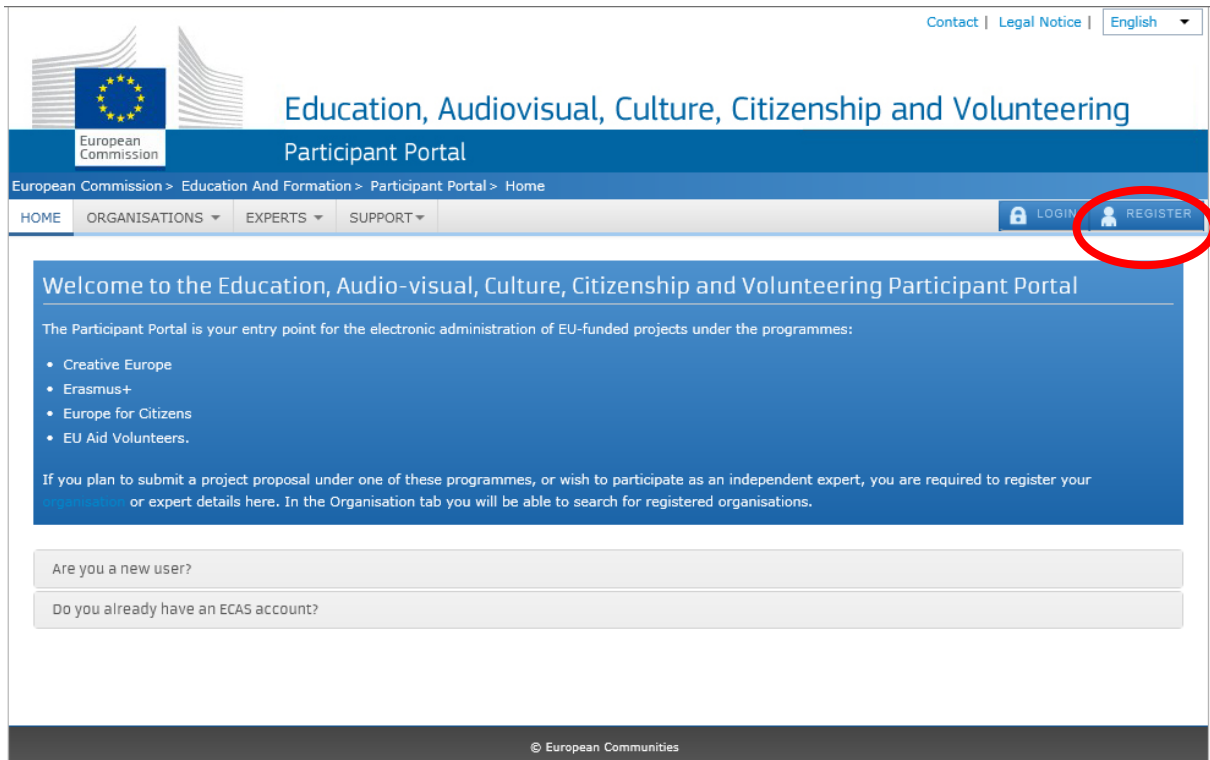 Contact | Legal Notice | English
Education, Audiovisual, Culture, Citizenship and Volunteering
European
Commission
Participant Portal
European Commission > Education And Formation > Participant Portal > Home
HOME ORGANISATIONS EXPERTS SUPPORT LOGIN REGISTER
Welcome to the Education, Audio-visual, Culture, Citizenship and Volunteering Participant Portal
The Participant Portal is your entry point for the electronic administration of EU-funded projects under the programmes:
• Creative Europe
• Erasmus+
• Europe for Citizens
• EU Aid Volunteers.
If you plan to submit a project proposal under one of these programmes, or wish to participate as an independent expert, you are required to register your
organisation or expert details here. In the Organisation tab you will be able to search for registered organisations.
Are you a new user?
Do you already have an ECAS account?
© European Communities